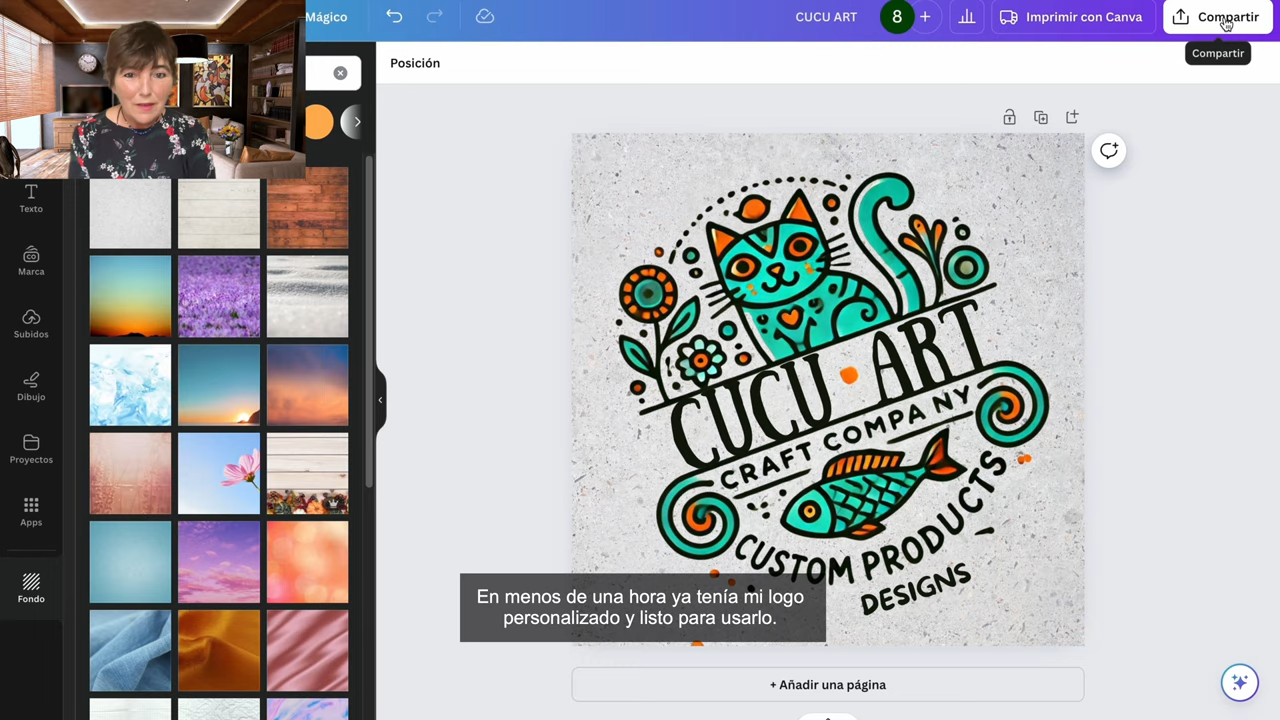 Mágico
CUCU ART
8
+
Imprimir con Canva
Compartir
Compartir
Posición
Texto
Marca
Subidos
Dibujo
Proyectos
Apps
Fondo
CUCU • ART
CRAFT COMPA NY
CUSTOM PRODUCTS
DESIGNS
En menos de una hora ya tenía mi logo
personalizado y listo para usarlo.
+ Añadir una página